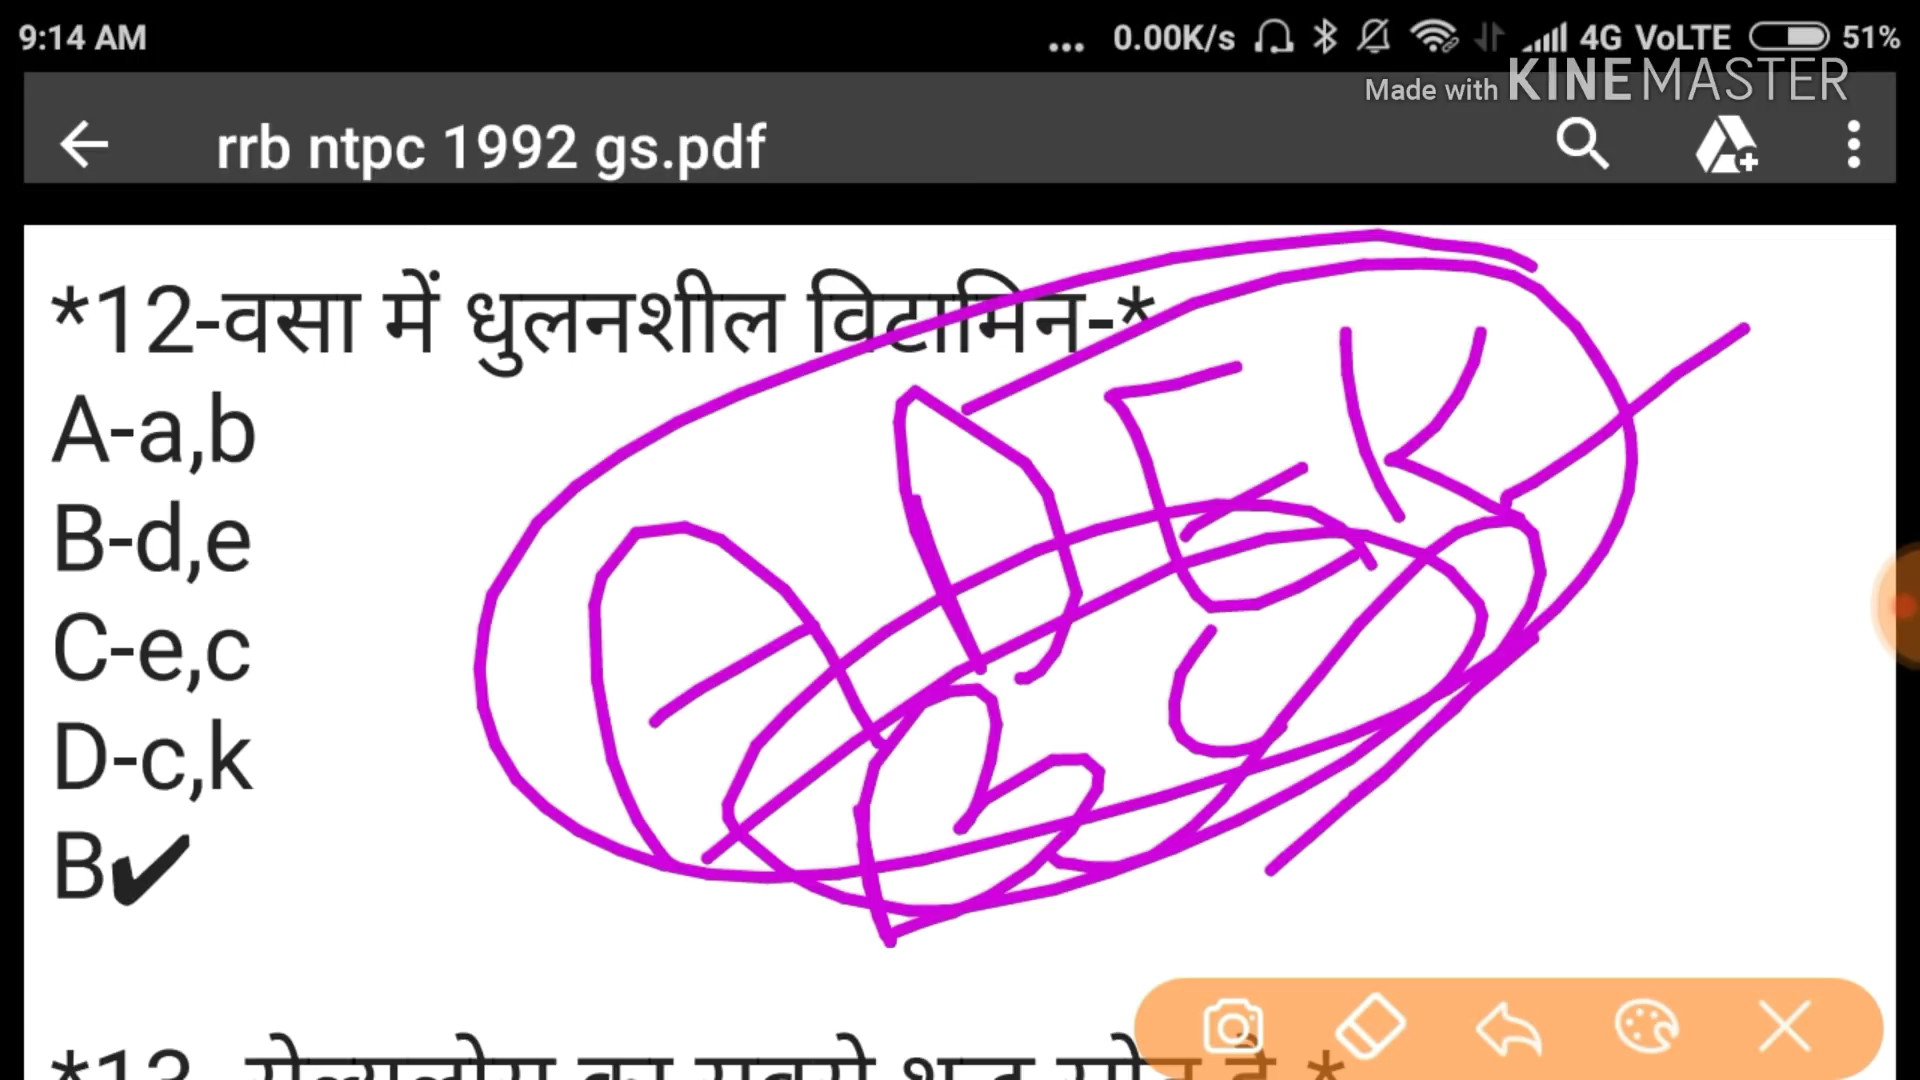 9:14 AM
... 0.00K/s 4G VoLTE 51%
Made with KINEMASTER
rrb ntpc 1992 gs.pdf
*12-वसा में धुलनशील विटामिन-*
A-a,b
B-d,e
C-e,c
D-c,k
B✔
A D E K
B C
*13-